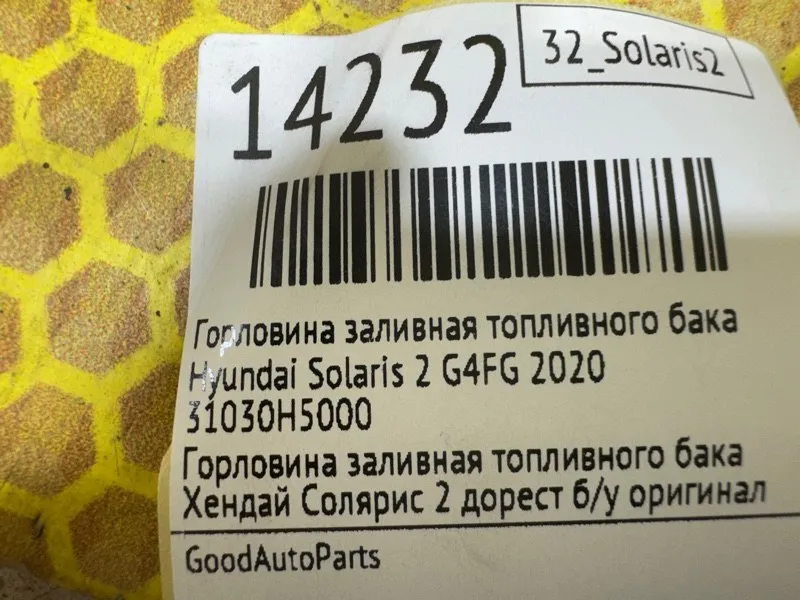 32_Solaris2
14232
Горловина заливная топливного бака
Hyundai Solaris 2 G4FG 2020
31030H5000
Горловина заливная топливного бака
Хендай Солярис 2 дорест б/у оригинал
GoodAutoParts